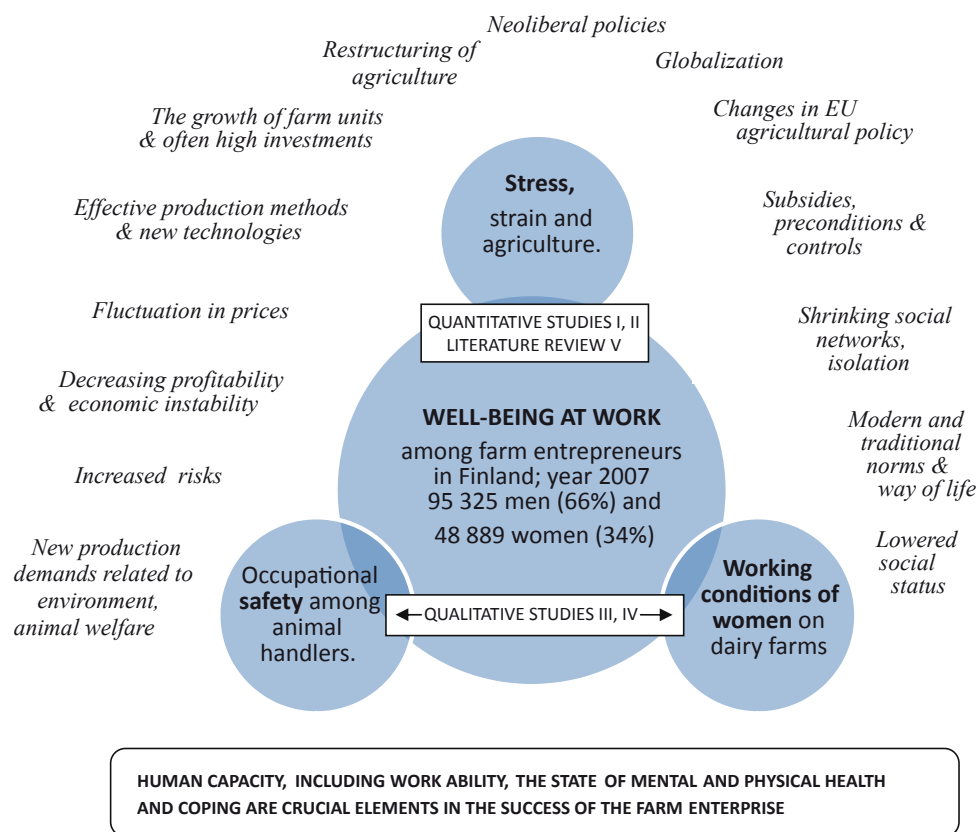 Neoliberal policies
Restructuring of
agriculture
Globalization
The growth of farm units
& often high investments
Changes in EU
agricultural policy
Stress,
strain and
agriculture.
Effective production methods
& new technologies
Subsidies,
preconditions &
controls
Fluctuation in prices
QUANTITATIVE STUDIES I, II
LITERATURE REVIEW V
Shrinking social
networks,
isolation
Decreasing profitability
& economic instability
WELL-BEING AT WORK
among farm entrepreneurs
in Finland; year 2007
95 325 men (66%) and
48 889 women (34%)
Modern and
traditional
norms &
way of life
Increased risks
New production
demands related to
environment,
animal welfare
Lowered
social
status
Occupational
safety among
animal
handlers.
QUALITATIVE STUDIES III, IV
Working
conditions of
women on
dairy farms
HUMAN CAPACITY, INCLUDING WORK ABILITY, THE STATE OF MENTAL AND PHYSICAL HEALTH
AND COPING ARE CRUCIAL ELEMENTS IN THE SUCCESS OF THE FARM ENTERPRISE